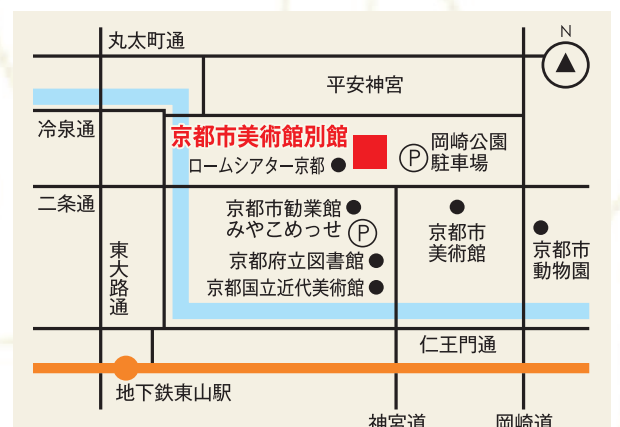 丸太町通
N
平安神宮
冷泉通
京都市美術館別館
ロームシアター京都
P
岡崎公園
駐車場
二条通
京都市勧業館
みやこめっせ
P
京都府立図書館
京都国立近代美術館
京都市
美術館
京都市
動物園
東大路通
仁王門通
地下鉄東山駅
神宮道
岡崎道